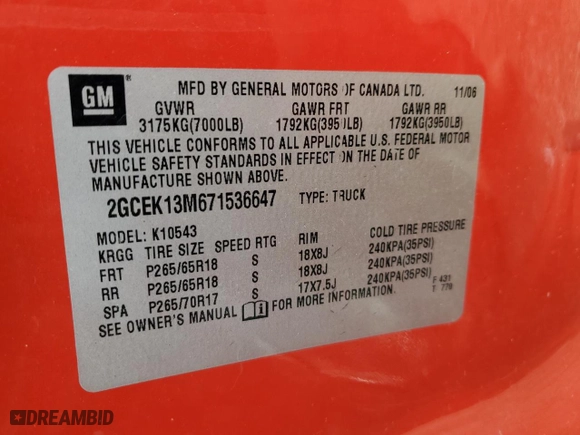 GM
MFD BY GENERAL MOTORS OF CANADA LTD. 11/06
GVWR GAWR FRT GAWR RR
3175KG(7000LB) 1792KG(3950LB) 1792KG(3950LB)
THIS VEHICLE CONFORMS TO ALL APPLICABLE U.S. FEDERAL MOTOR
VEHICLE SAFETY STANDARDS IN EFFECT ON THE DATE OF
MANUFACTURE SHOWN ABOVE.
2GCEK13M671536647 TYPE: TRUCK
MODEL: K10543
KRGG TIRE SIZE SPEED RTG RIM COLD TIRE PRESSURE
FRT P265/65R18 S 18X8J 240KPA(35PSI)
RR P265/65R18 S 18X8J 240KPA(35PSI)
SPA P265/70R17 S 17X7.5J 240KPA(35PSI)
SEE OWNER'S MANUAL FOR MORE INFORMATION.
F 431
T 778
DREAMBID